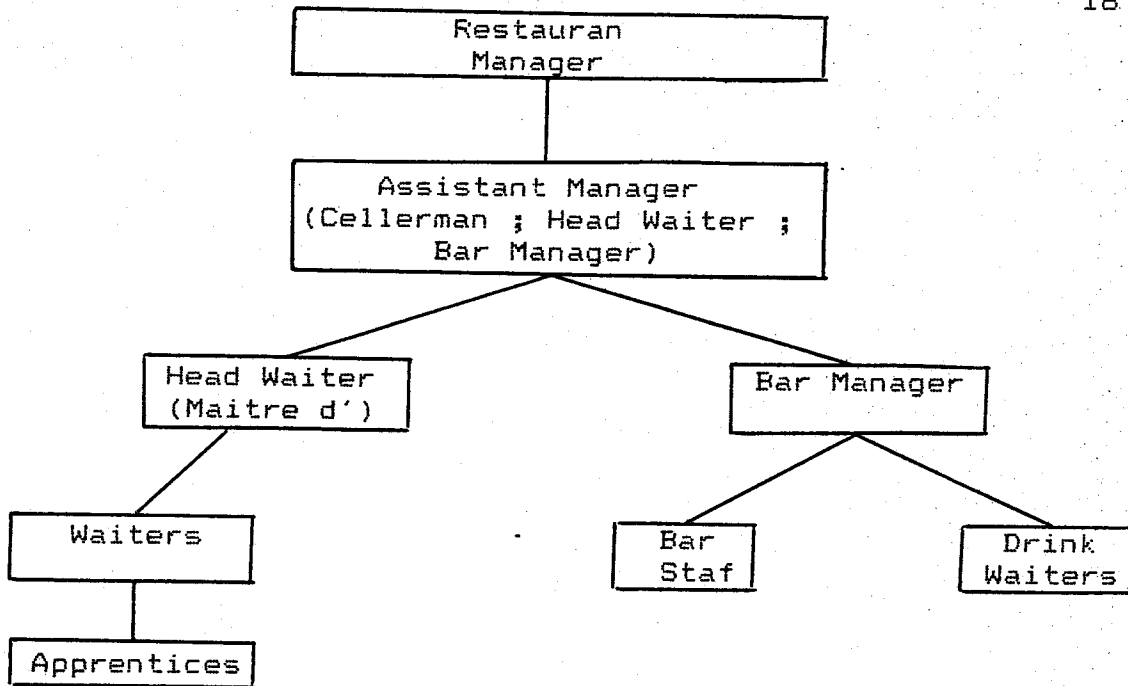 18
Restauran
Manager
Assistant Manager
(Cellerman ; Head Waiter ;
Bar Manager)
Head Waiter
(Maitre d')
Bar Manager
Waiters
Bar
Staf
Drink
Waiters
Apprentices